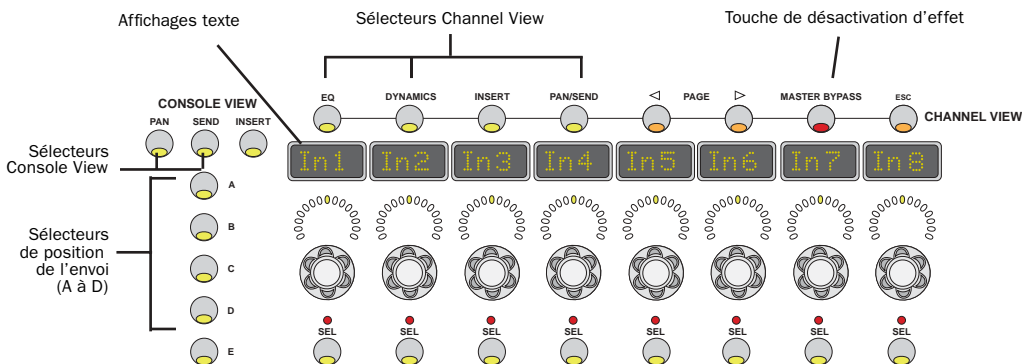 Affichages texte
Sélecteurs Channel View
Touche de désactivation d'effet
EQ DYNAMICS INSERT PAN/SEND PAGE MASTER BYPASS ESC
CHANNEL VIEW
CONSOLE VIEW
PAN SEND INSERT
In1 In2 In3 In4 In5 In6 In7 In8
Sélecteurs
Console View
A
B
C
D
E
Sélecteurs
de position
de l'envoi
(A à D)
SEL SEL SEL SEL SEL SEL SEL SEL